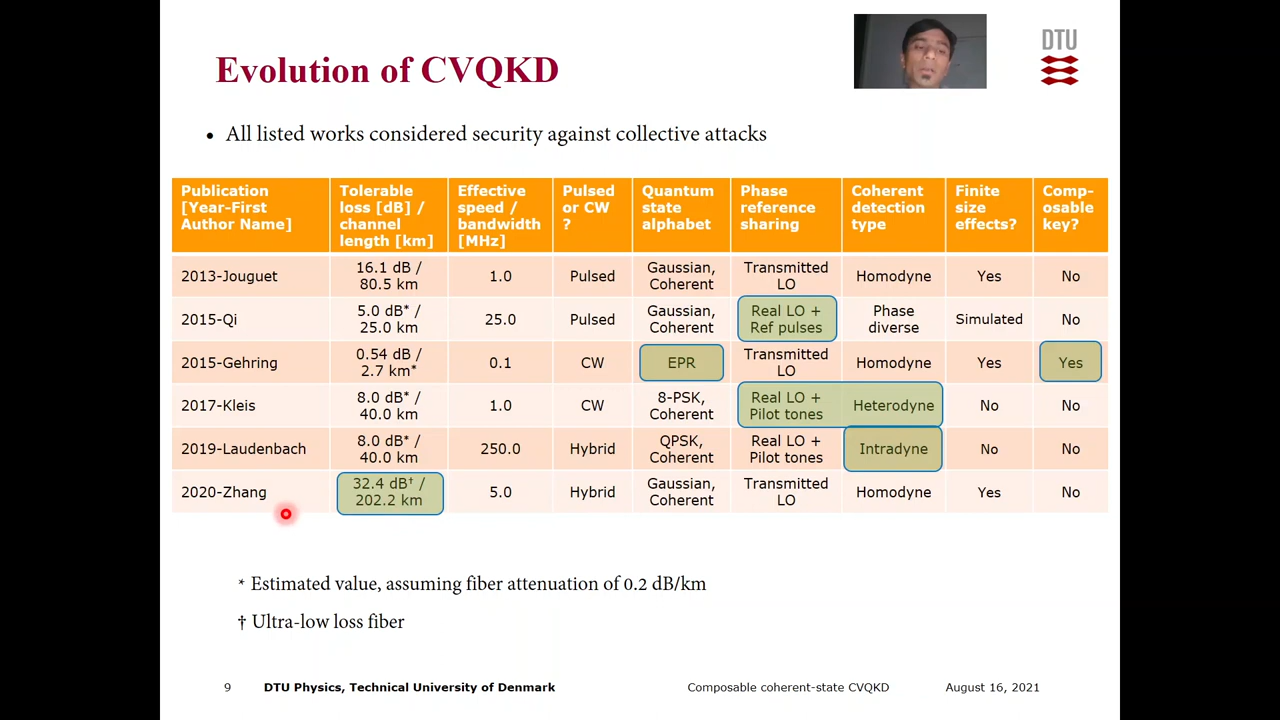 DTU
Evolution of CVQKD
• All listed works considered security against collective attacks
Publication [Year-First Author Name] Tolerable loss [dB] / channel length [km] Effective speed / bandwidth [MHz] Pulsed or CW ? Quantum state alphabet Phase reference sharing Coherent detection type Finite size effects? Comp-osable key?
2013-Jouguet 16.1 dB / 80.5 km 1.0 Pulsed Gaussian, Coherent Transmitted LO Homodyne Yes No
2015-Qi 5.0 dB* / 25.0 km 25.0 Pulsed Gaussian, Coherent Real LO + Ref pulses Phase diverse Simulated No
2015-Gehring 0.54 dB / 2.7 km* 0.1 CW EPR Transmitted LO Homodyne Yes Yes
2017-Kleis 8.0 dB* / 40.0 km 1.0 CW 8-PSK, Coherent Real LO + Pilot tones Heterodyne No No
2019-Laudenbach 8.0 dB* / 40.0 km 250.0 Hybrid QPSK, Coherent Real LO + Pilot tones Intradyne No No
2020-Zhang 32.4 dB† / 202.2 km 5.0 Hybrid Gaussian, Coherent Transmitted LO Homodyne Yes No
* Estimated value, assuming fiber attenuation of 0.2 dB/km
† Ultra-low loss fiber
9 DTU Physics, Technical University of Denmark Composable coherent-state CVQKD August 16, 2021